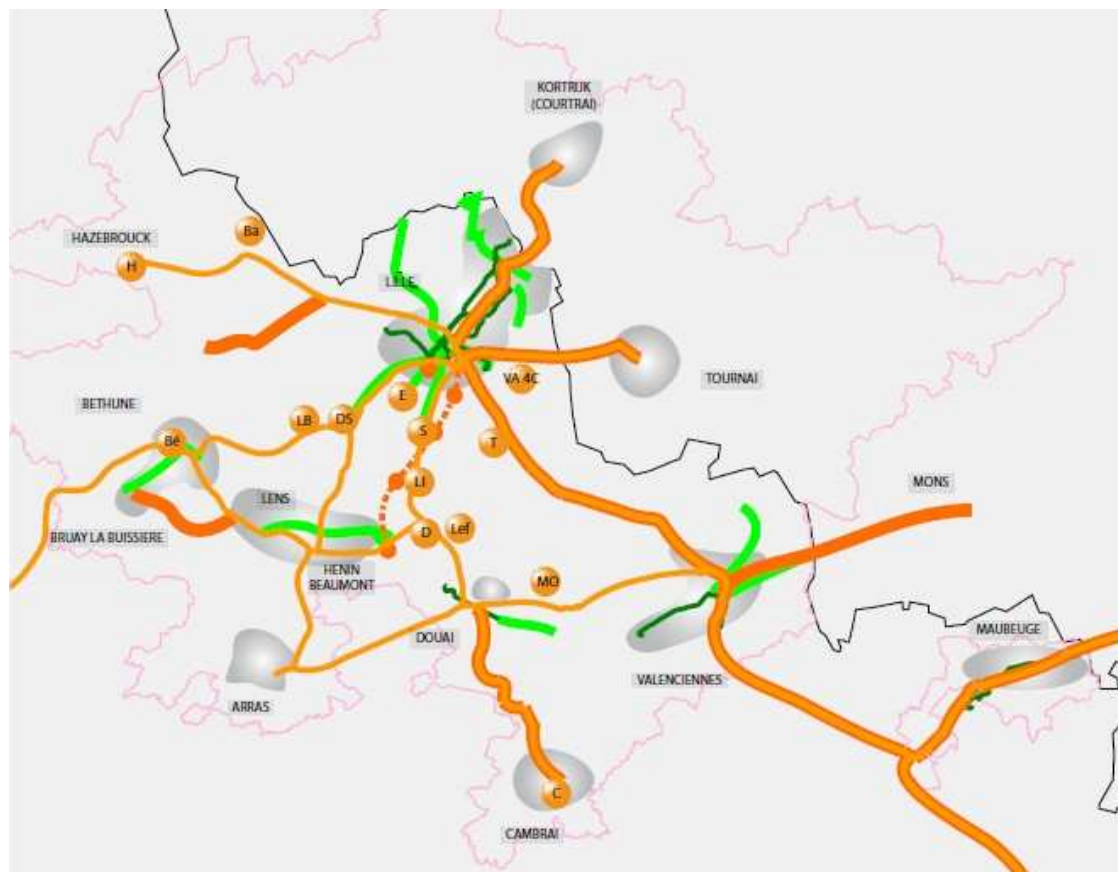 KORTRIJK
(COURTRAI)
Ba
HAZEBROUCK
H
LILLE
VA 4C
TOURNAI
E
BETHUNE
LB
DS
S
T
Bé
LI
MONS
LENS
D
Lef
BRUAY LA BUISSIERE
HENIN
BEAUMONT
MO
DOUAI
MAUBEUGE
VALENCIENNES
ARRAS
C
CAMBRAI